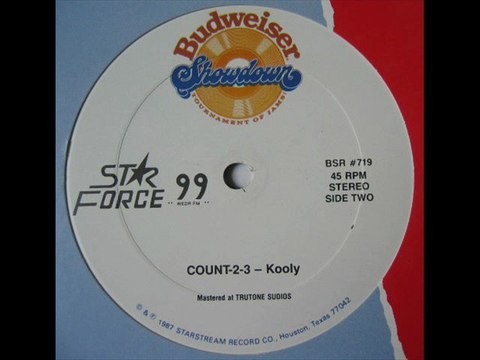 Budweiser
Showdown
TOURNAMENT OF JAMS
STAR
FORCE
99
WEDR FM
BSR #719
45 RPM
STEREO
SIDE TWO
COUNT-2-3 – Kooly
Mastered at TRUTONE SUDIOS
© & ℗ 1987 STARSTREAM RECORD CO., Houston, Texas 77042